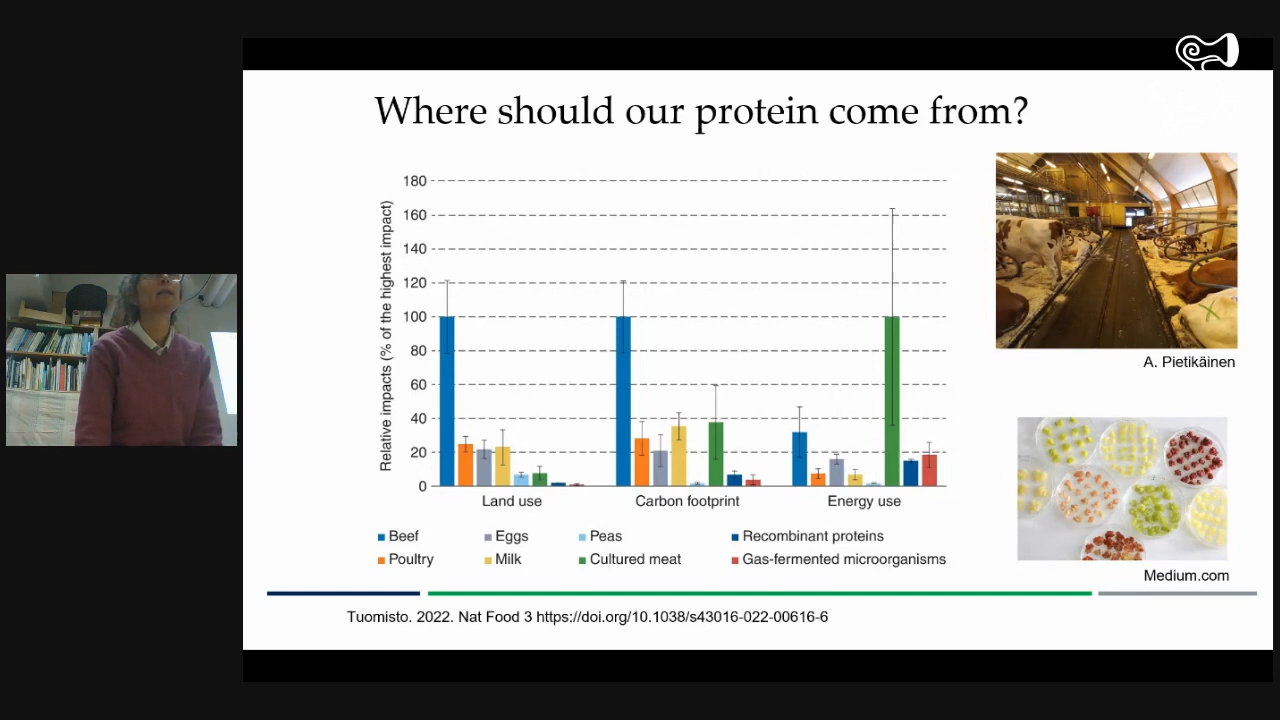 Where should our protein come from?
Relative impacts (% of the highest impact)
180
160
140
120
100
80
60
40
20
0
Land use Carbon footprint Energy use
Beef Eggs Peas Recombinant proteins
Poultry Milk Cultured meat Gas-fermented microorganisms
A. Pietikäinen
Medium.com
Tuomisto. 2022. Nat Food 3 https://doi.org/10.1038/s43016-022-00616-6